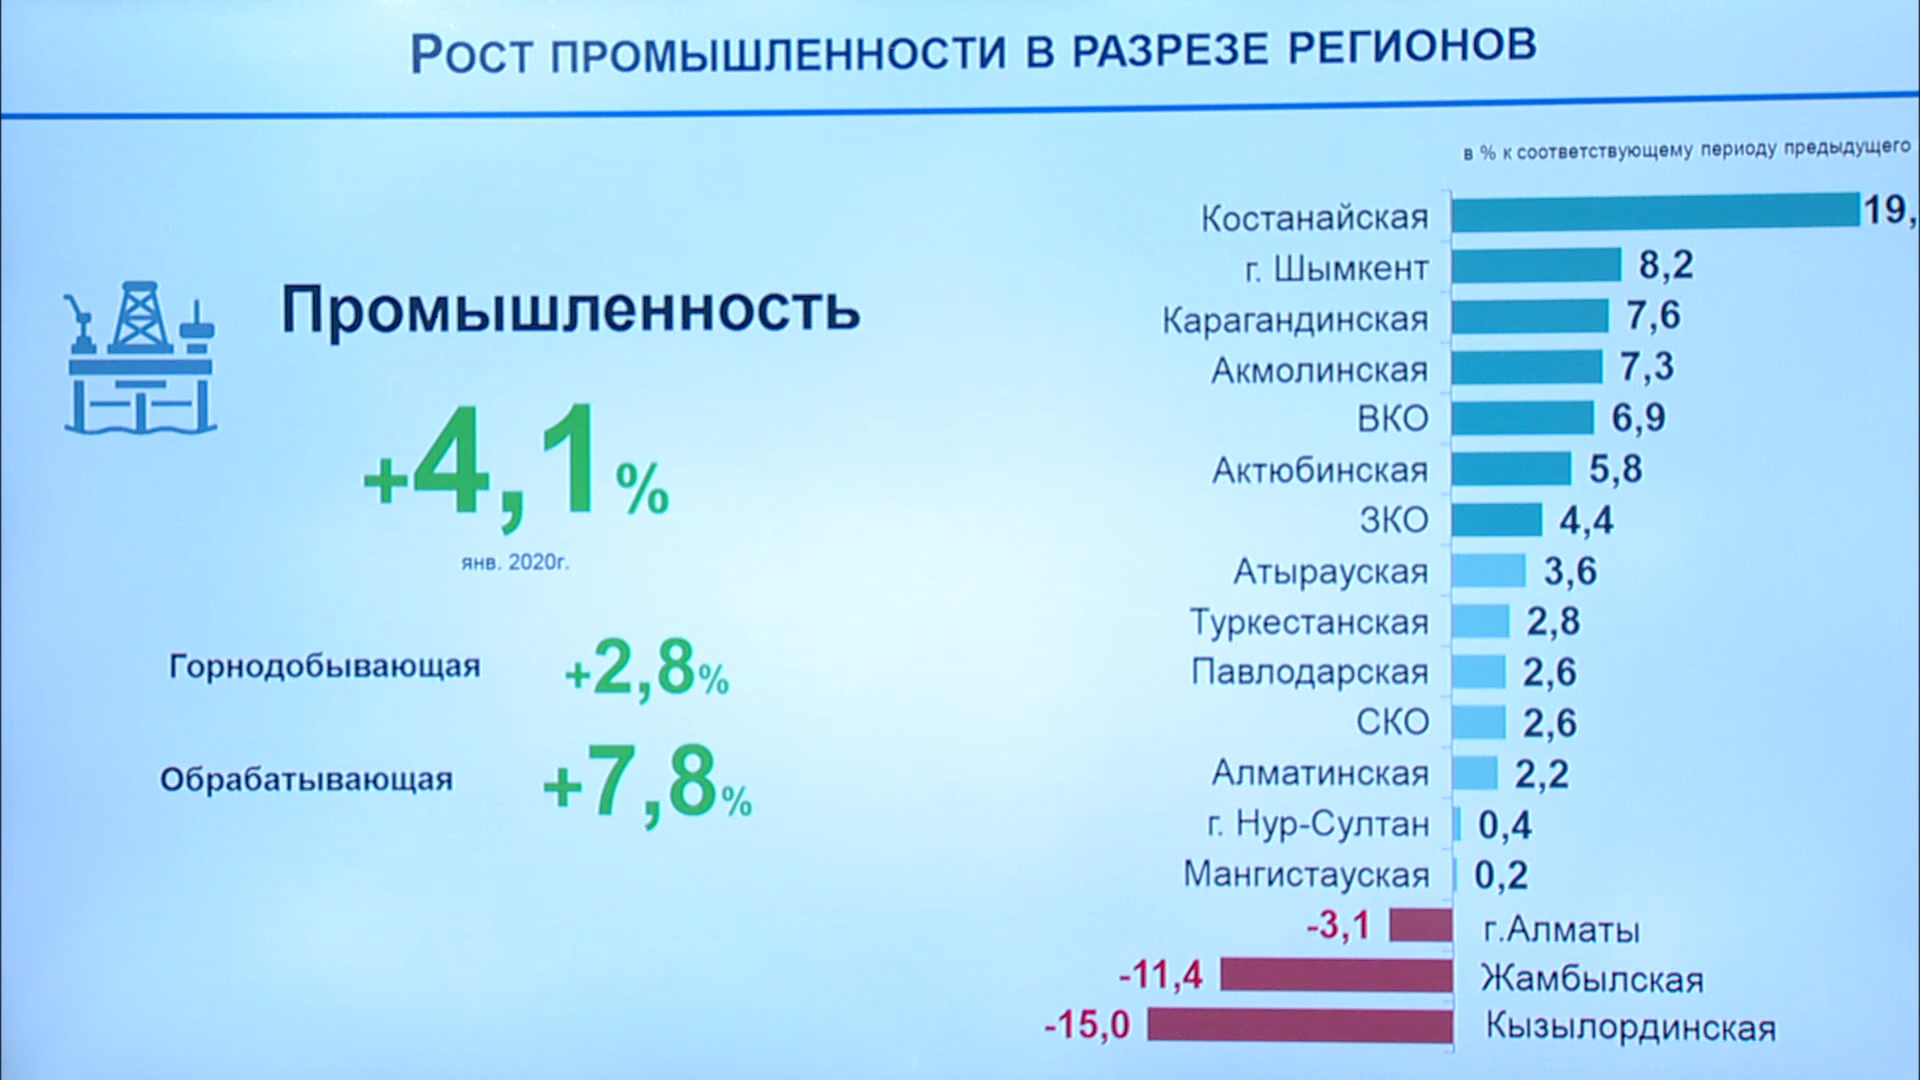 Рост промышленности в разрезе регионов
в % к соответствующему периоду предыдущего
Промышленность
+4,1%
янв. 2020г.
Горнодобывающая +2,8%
Обрабатывающая +7,8%
Костанайская 19,
г. Шымкент 8,2
Карагандинская 7,6
Акмолинская 7,3
ВКО 6,9
Актюбинская 5,8
ЗКО 4,4
Атырауская 3,6
Туркестанская 2,8
Павлодарская 2,6
СКО 2,6
Алматинская 2,2
г. Нур-Султан 0,4
Мангистауская 0,2
-3,1 г.Алматы
-11,4 Жамбылская
-15,0 Кызылординская